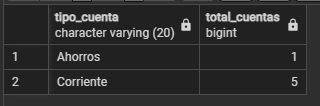 tipo_cuenta total_cuentas
character varying (20) bigint
1 Ahorros 1
2 Corriente 5